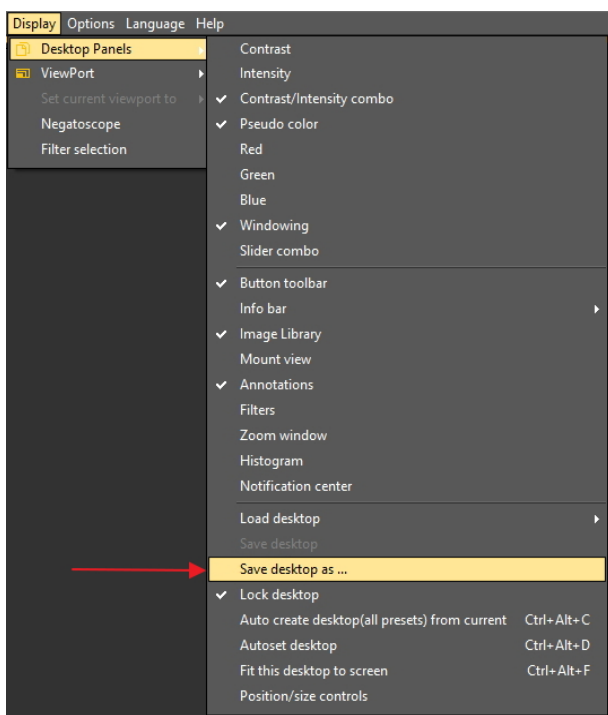 Display Options Language Help
Desktop Panels
ViewPort
Set current viewport to
Negatoscope
Filter selection
Contrast
Intensity
Contrast/Intensity combo
Pseudo color
Red
Green
Blue
Windowing
Slider combo
Button toolbar
Info bar
Image Library
Mount view
Annotations
Filters
Zoom window
Histogram
Notification center
Load desktop
Save desktop
Save desktop as ...
Lock desktop
Auto create desktop(all presets) from current Ctrl+Alt+C
Autoset desktop Ctrl+Alt+D
Fit this desktop to screen Ctrl+Alt+F
Position/size controls